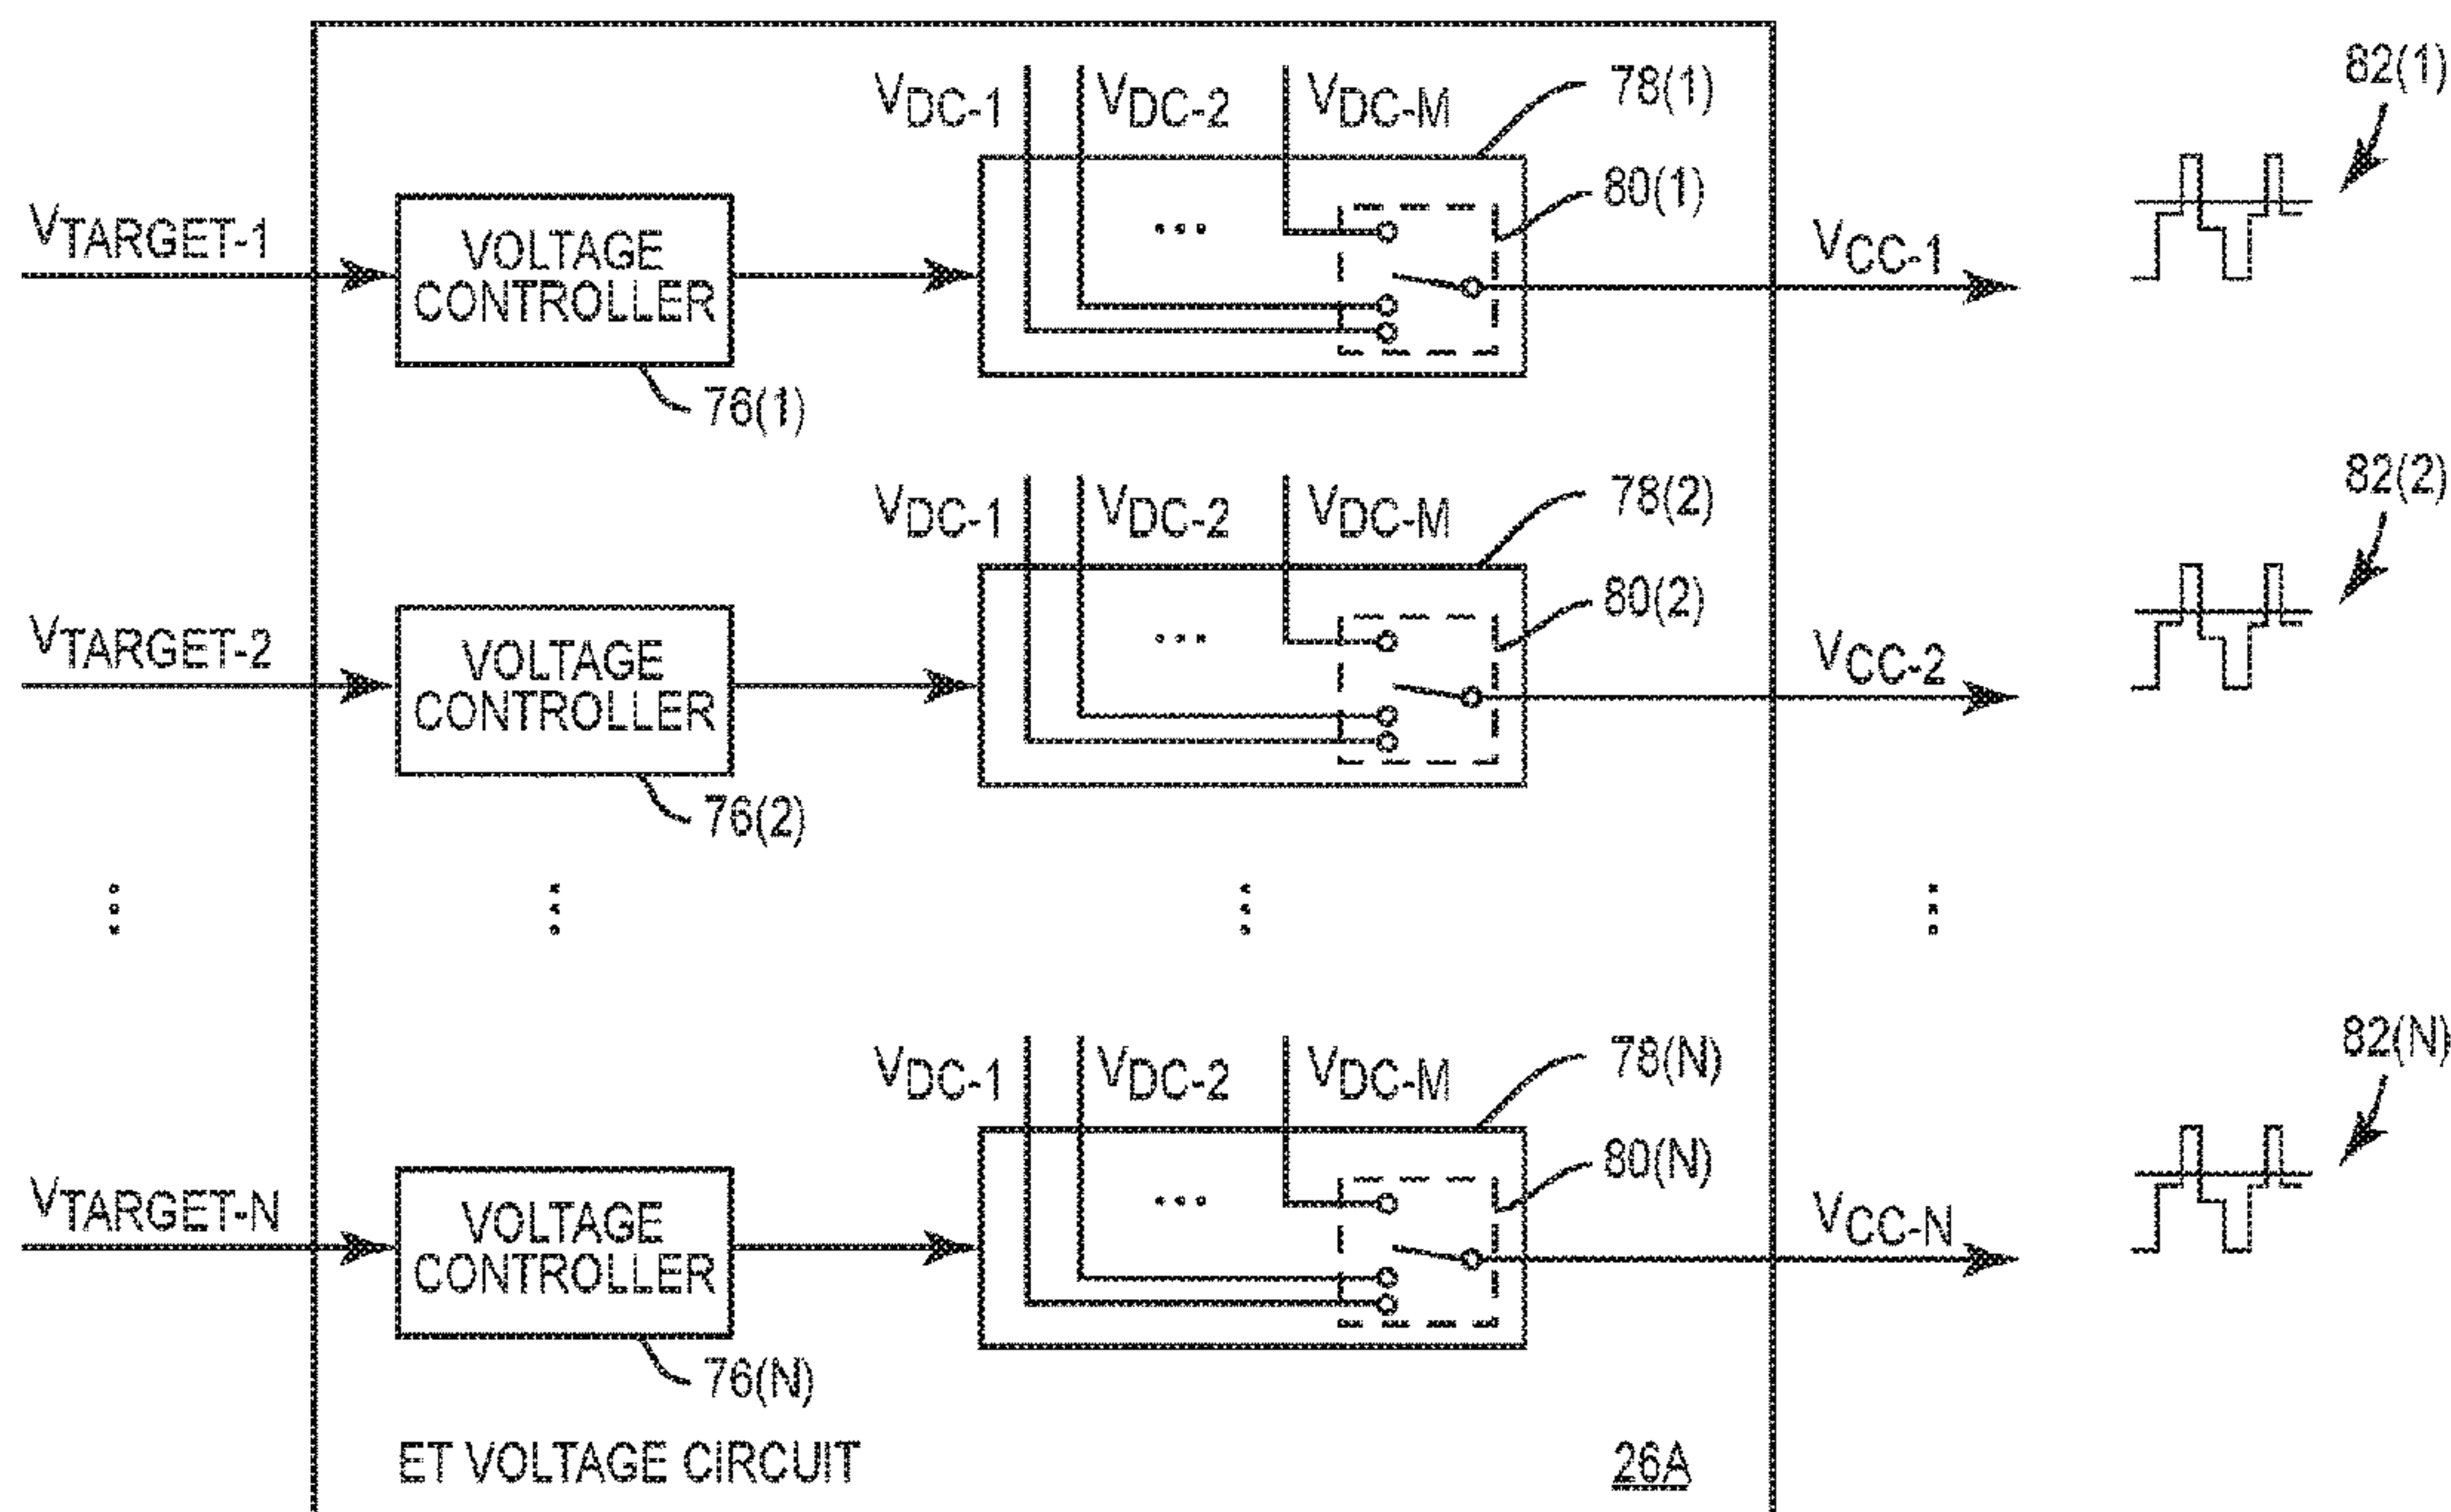 VDC-1 VDC-2 VDC-M 78(1) 82(1)
80(1)
VTARGET-1 VOLTAGE CONTROLLER VCC-1
76(1)
VDC-1 VDC-2 VDC-M 78(2) 82(2)
80(2)
VTARGET-2 VOLTAGE CONTROLLER VCC-2
76(2)
VDC-1 VDC-2 VDC-M 78(N) 82(N)
80(N)
VTARGET-N VOLTAGE CONTROLLER VCC-N
76(N)
ET VOLTAGE CIRCUIT 26A